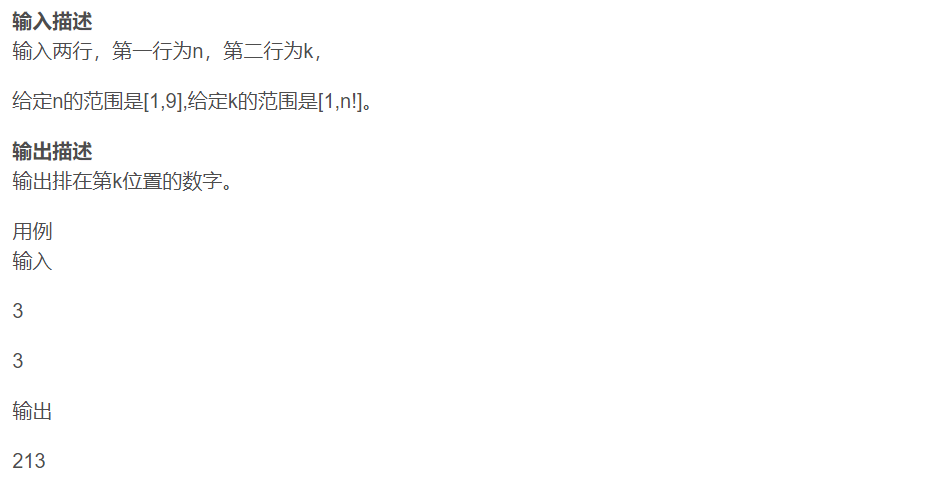 输入描述
输入两行，第一行为n，第二行为k，
给定n的范围是[1,9],给定k的范围是[1,n!]。
输出描述
输出排在第k位置的数字。
用例
输入
3
3
输出
213